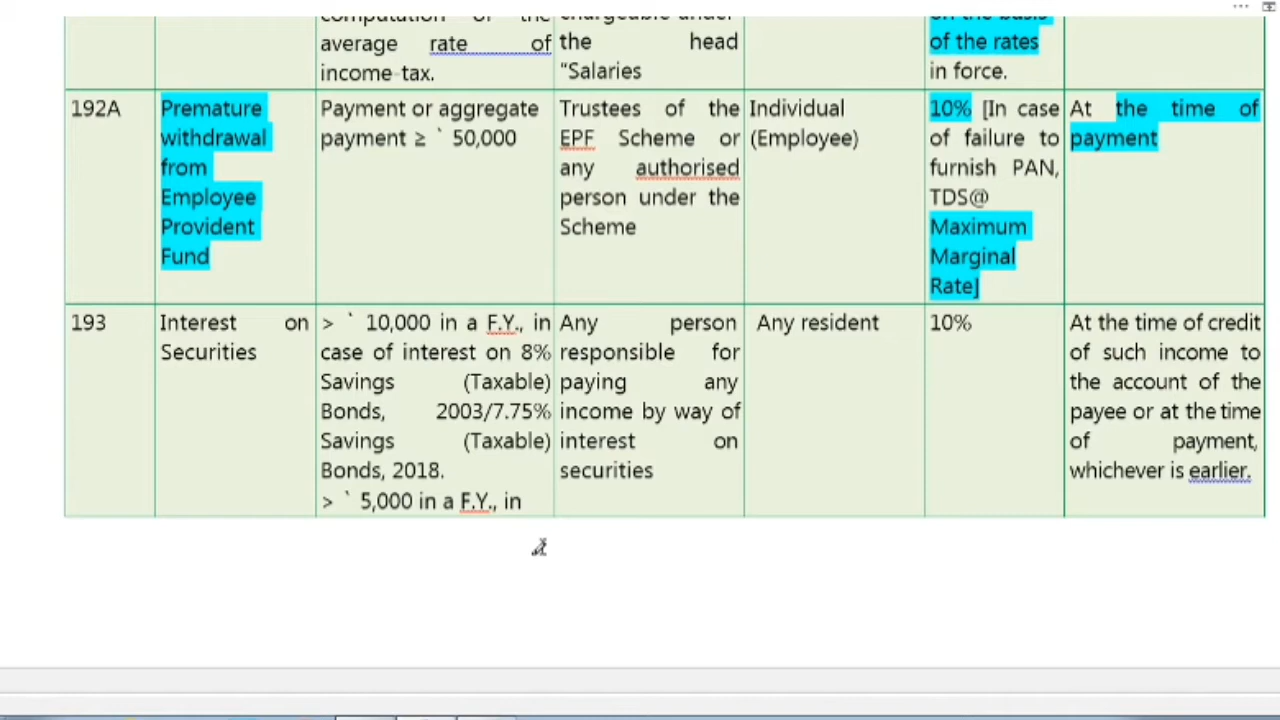 computation of the
average rate of
income-tax.
chargeable under
the head
"Salaries
on the basis
of the rates
in force.
192A
Premature
withdrawal
from
Employee
Provident
Fund
Payment or aggregate
payment ≥ ` 50,000
Trustees of the
EPF Scheme or
any authorised
person under the
Scheme
Individual
(Employee)
10% [In case
of failure to
furnish PAN,
TDS@
Maximum
Marginal
Rate]
At the time of
payment
193
Interest on
Securities
> ` 10,000 in a F.Y., in
case of interest on 8%
Savings (Taxable)
Bonds, 2003/7.75%
Savings (Taxable)
Bonds, 2018.
> ` 5,000 in a F.Y., in
Any person
responsible for
paying any
income by way of
interest on
securities
Any resident
10%
At the time of credit
of such income to
the account of the
payee or at the time
of payment,
whichever is earlier.